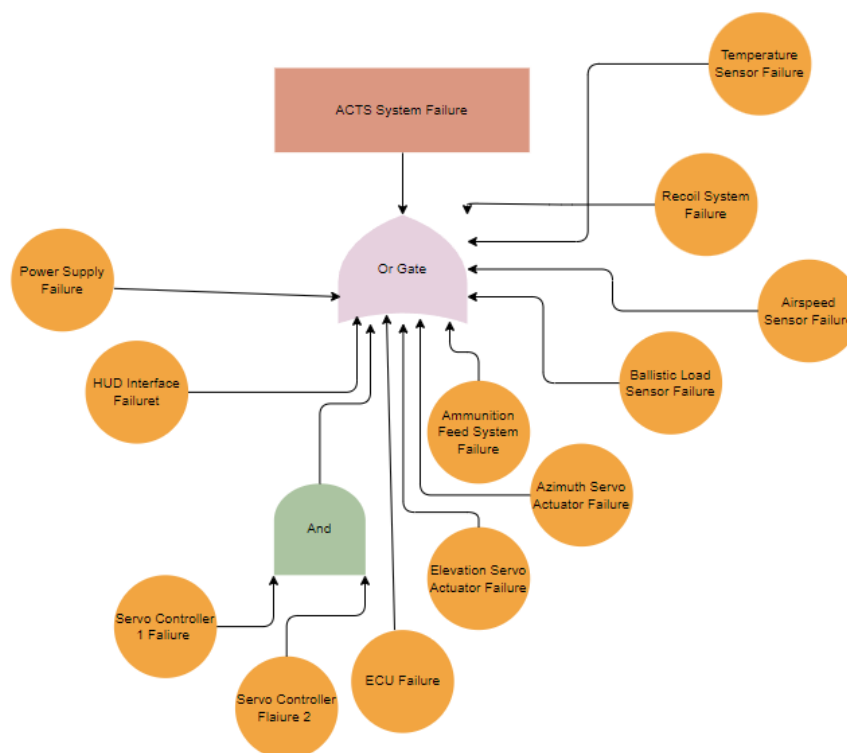 Temperature
Sensor Failure
ACTS System Failure
Recoil System
Failure
Or Gate
Power Supply
Failure
Airspeed
Sensor Failure
HUD Interface
Failuret
Ballistic Load
Sensor Failure
Ammunition
Feed System
Failure
Azimuth Servo
Actuator Failure
And
Elevation Servo
Actuator Failure
Servo Controller
1 Faliure
ECU Failure
Servo Controller
Flaiure 2